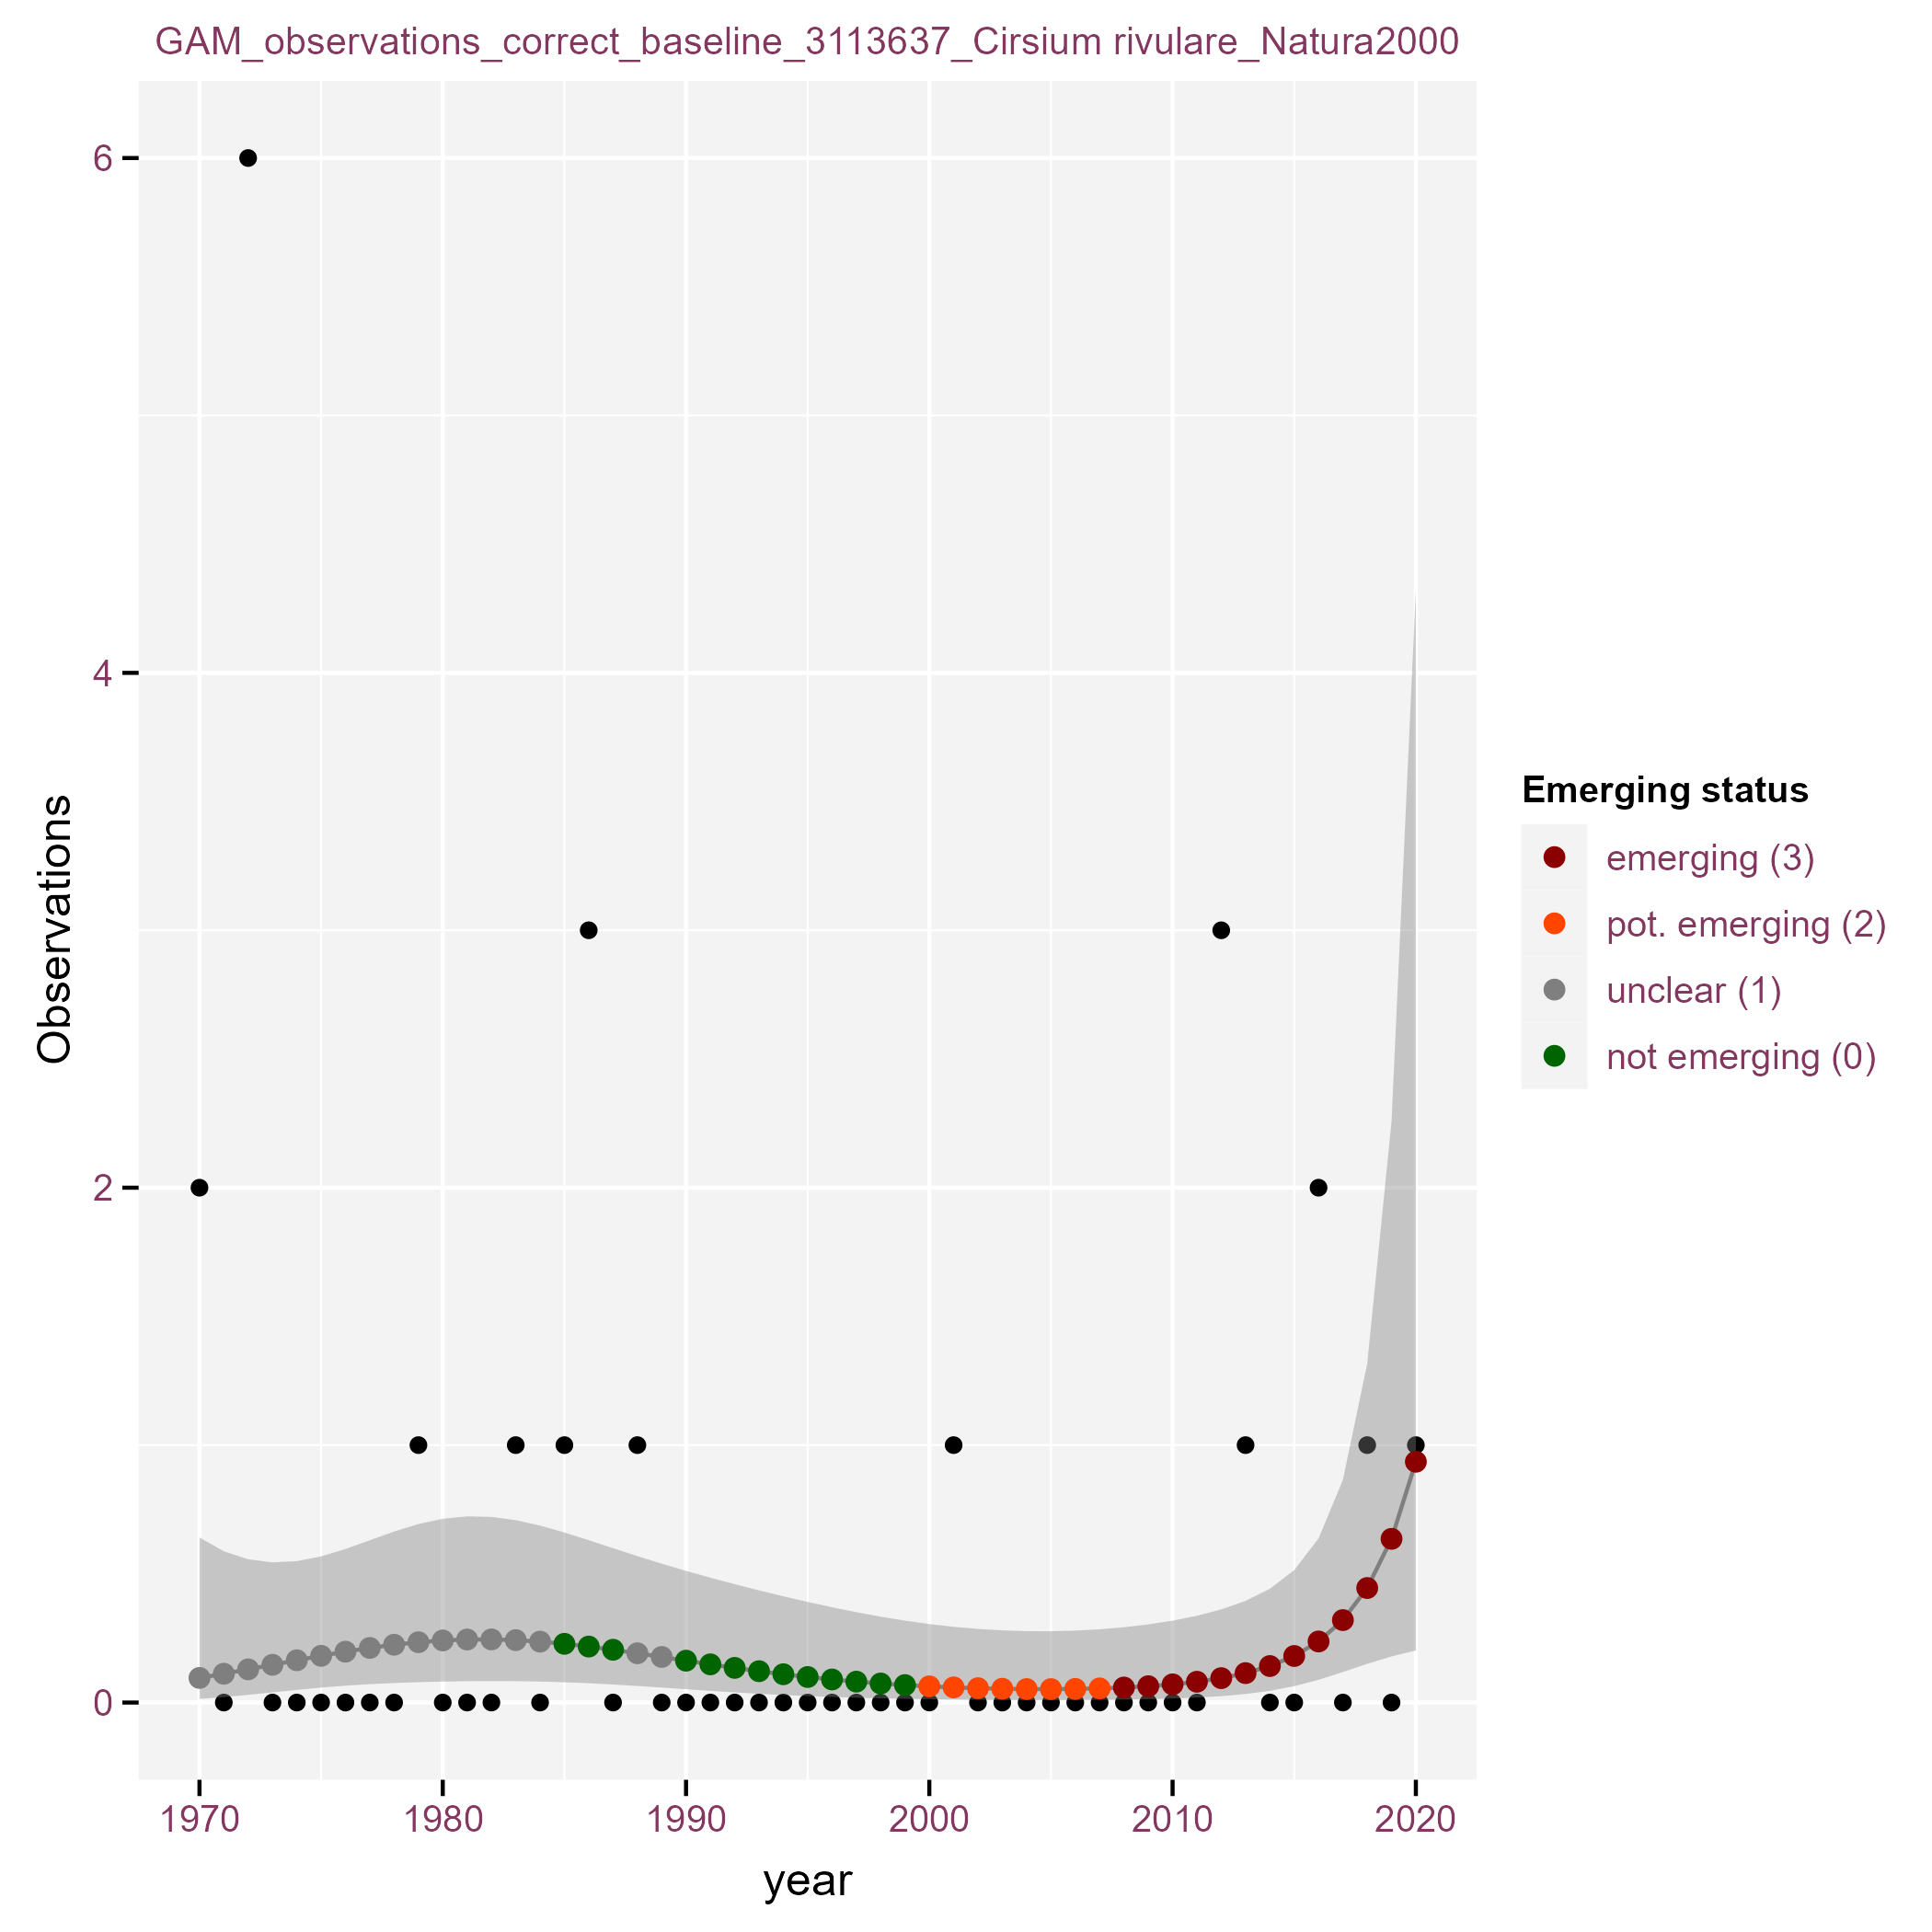 GAM_observations_correct_baseline_3113637_Cirsium rivulare_Natura2000
6
4
2
0
Observations
1970
1980
1990
2000
2010
2020
year
Emerging status
emerging (3)
pot. emerging (2)
unclear (1)
not emerging (0)